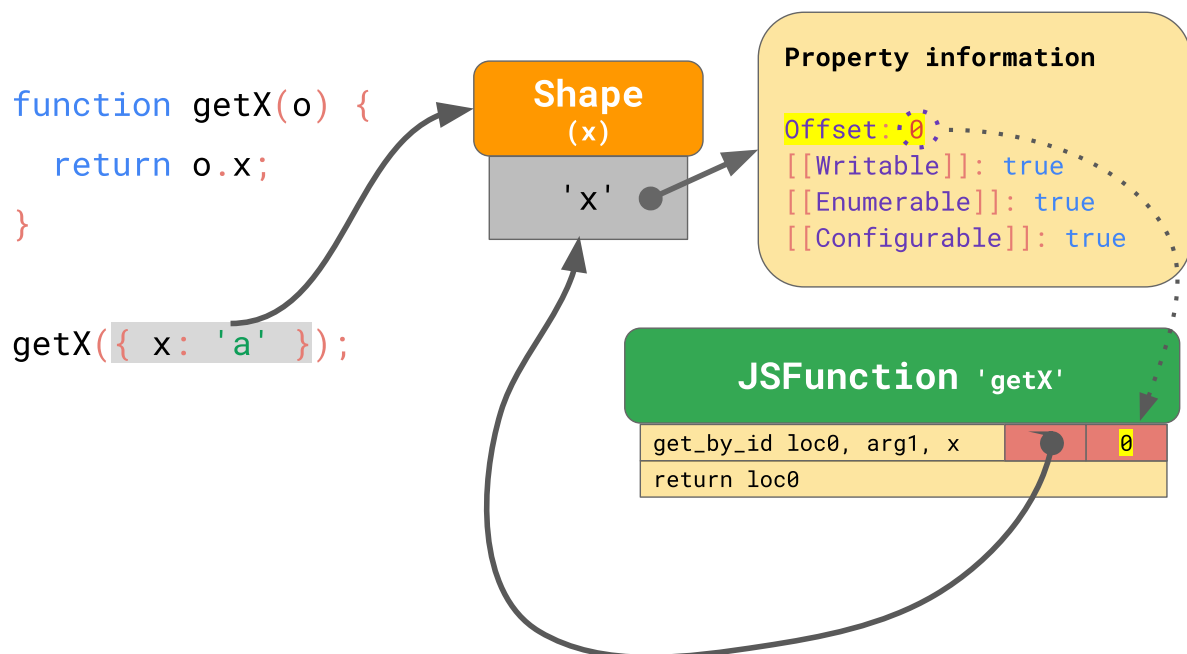 function getX(o) {
  return o.x;
}
getX({ x: 'a' });
Shape
(x)
'x'
Property information
Offset: 0
[[Writable]]: true
[[Enumerable]]: true
[[Configurable]]: true
JSFunction 'getX'
get_by_id loc0, arg1, x 0
return loc0